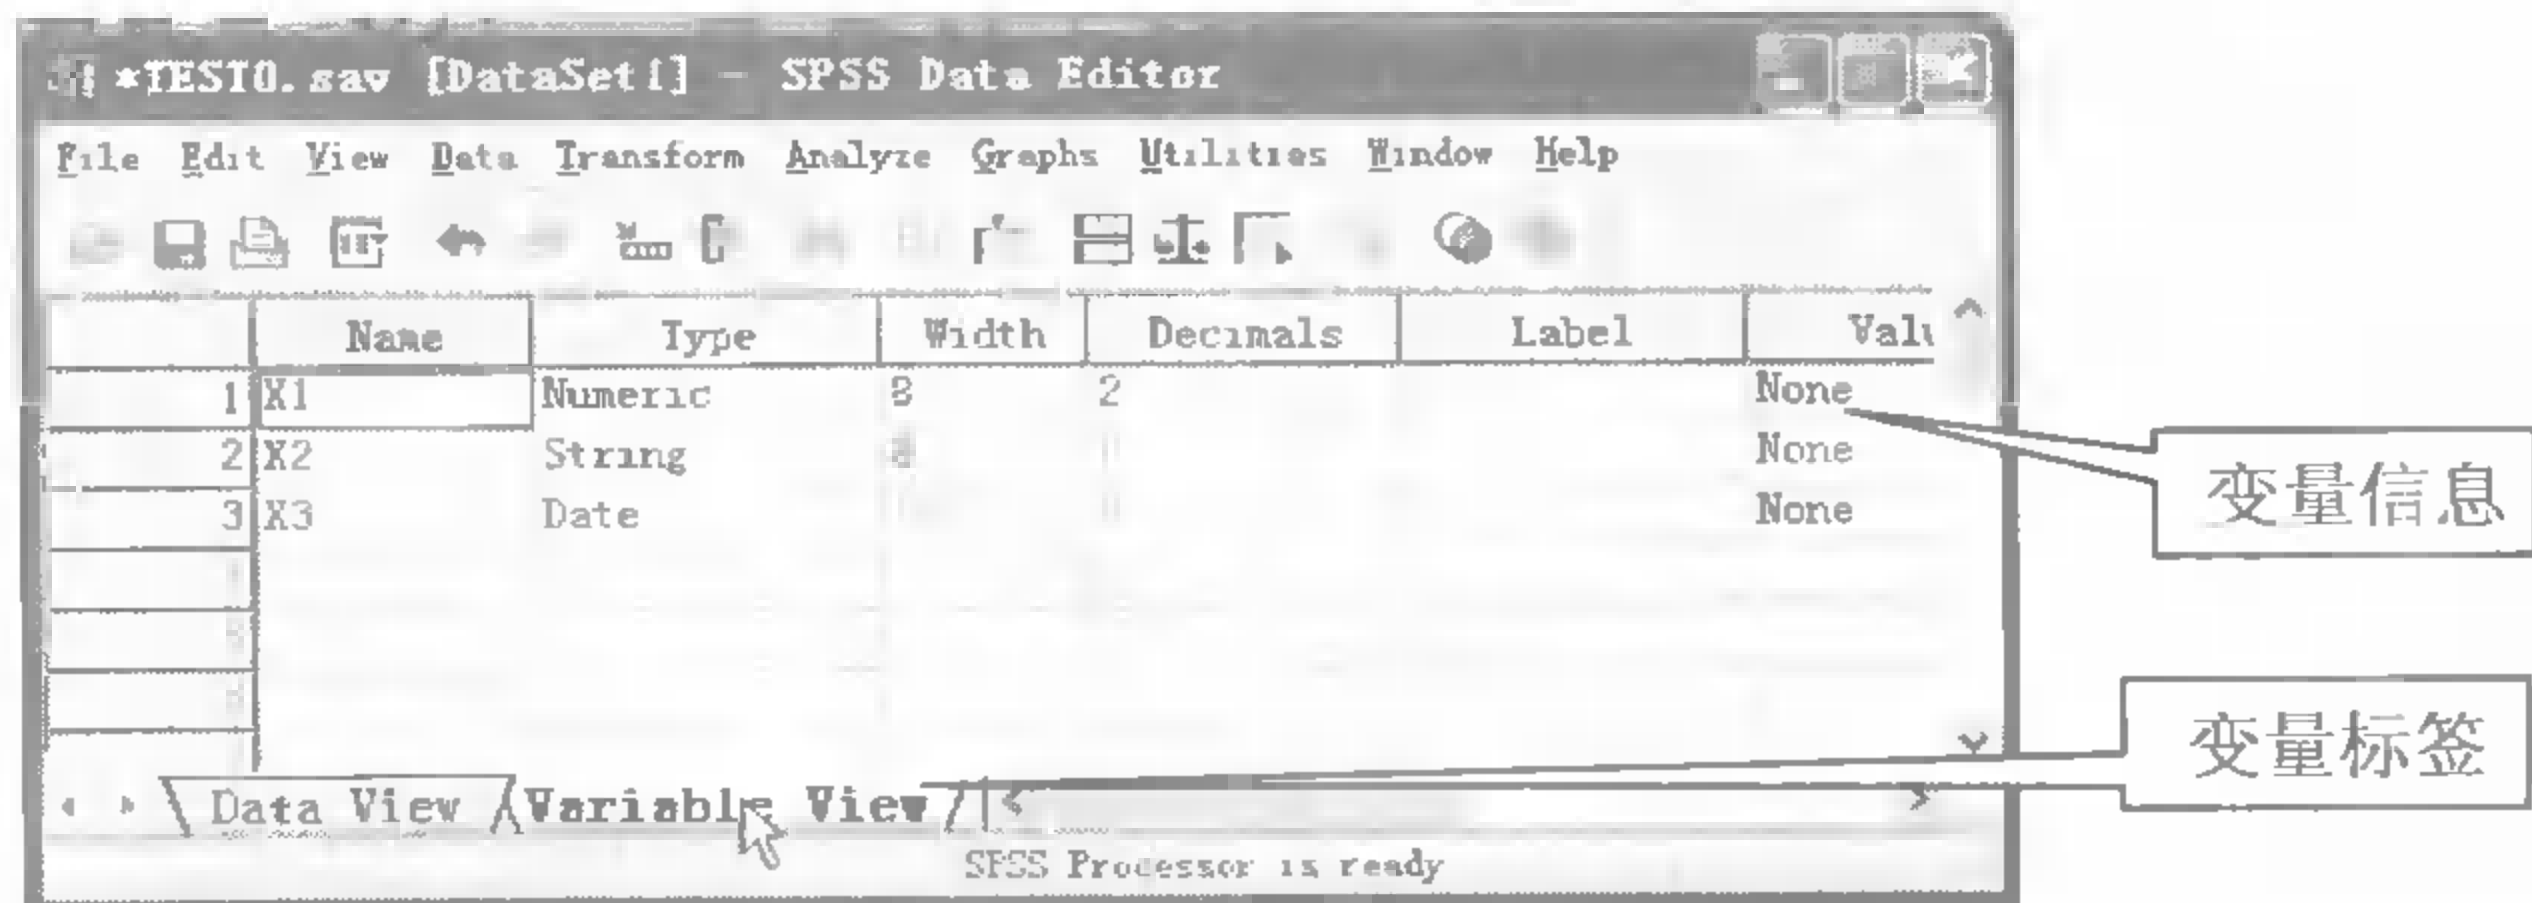 *TEST0.sav [DataSet1] - SPSS Data Editor
File Edit View Data Transform Analyze Graphs Utilities Window Help
Name Type Width Decimals Label Valu
1 X1 Numeric 8 2 None
2 X2 String None
3 X3 Date None
变量信息
变量标签
Data View Variable View
SPSS Processor is ready